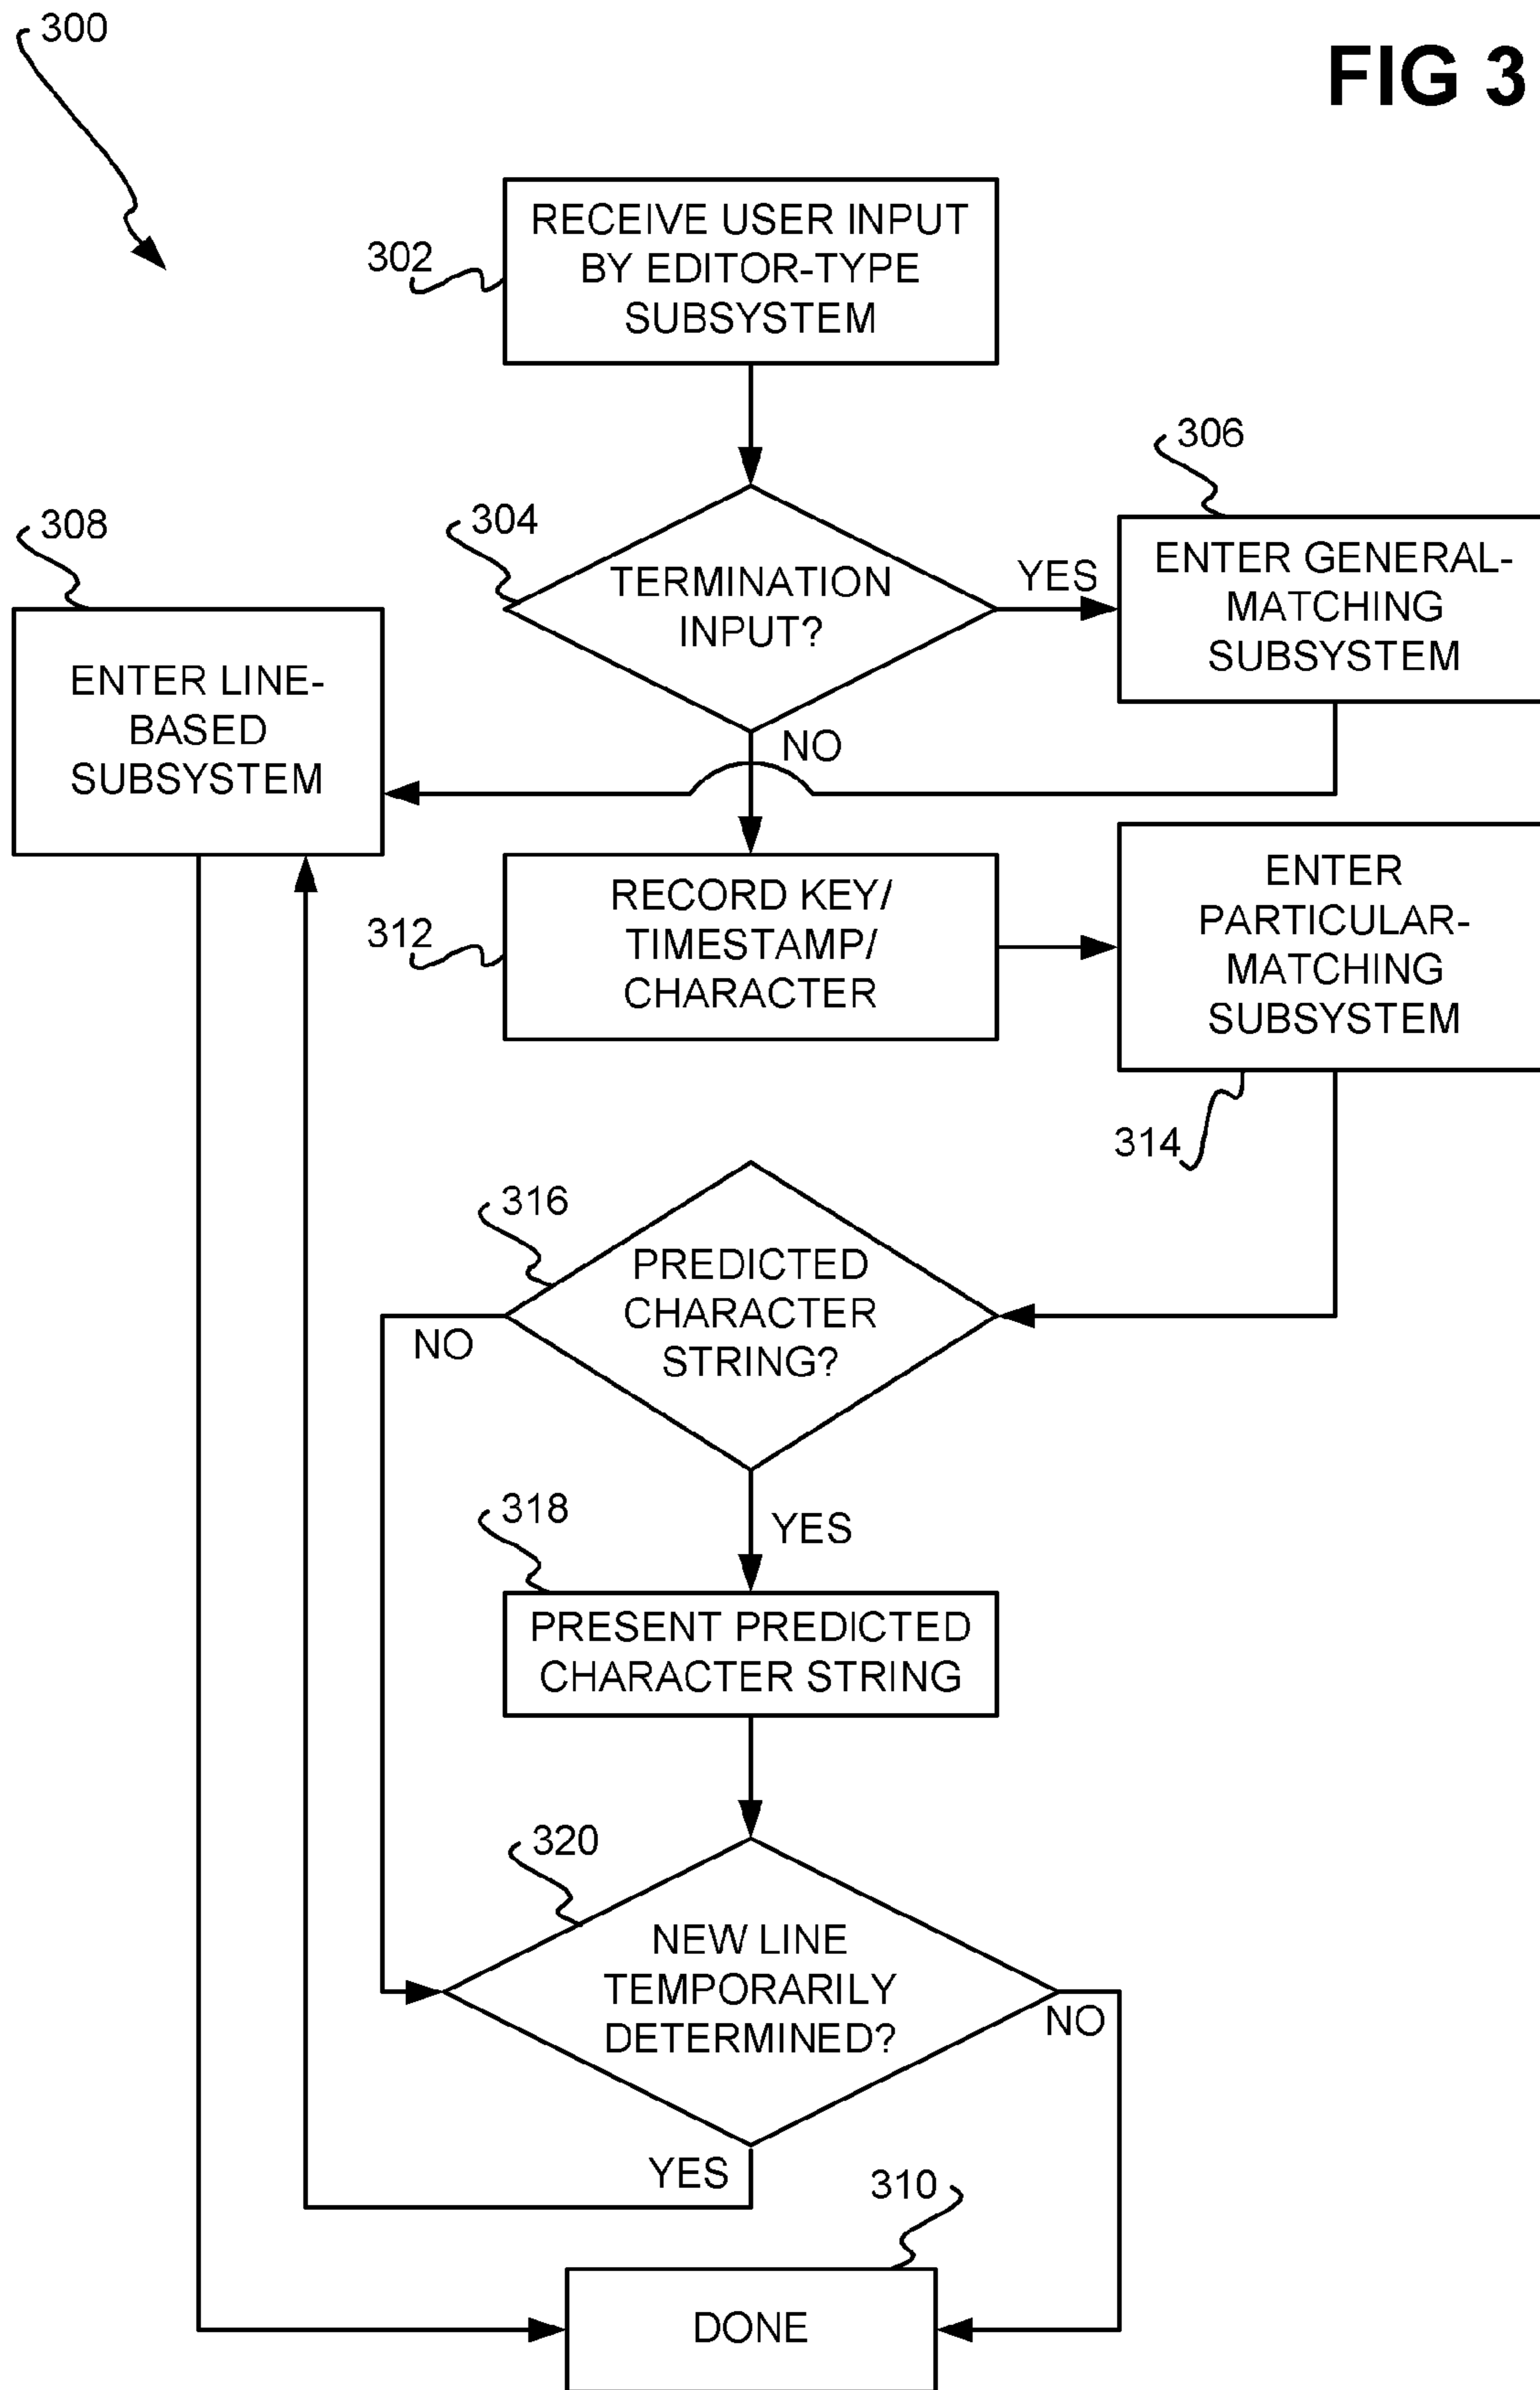 300
FIG 3
RECEIVE USER INPUT
BY EDITOR-TYPE
SUBSYSTEM
302
306
304
TERMINATION
INPUT?
YES
NO
ENTER GENERAL-
MATCHING
SUBSYSTEM
308
ENTER LINE-
BASED
SUBSYSTEM
312
RECORD KEY/
TIMESTAMP/
CHARACTER
ENTER
PARTICULAR-
MATCHING
SUBSYSTEM
314
316
PREDICTED
CHARACTER
STRING?
NO
YES
318
PRESENT PREDICTED
CHARACTER STRING
320
NEW LINE
TEMPORARILY
DETERMINED?
NO
YES
310
DONE